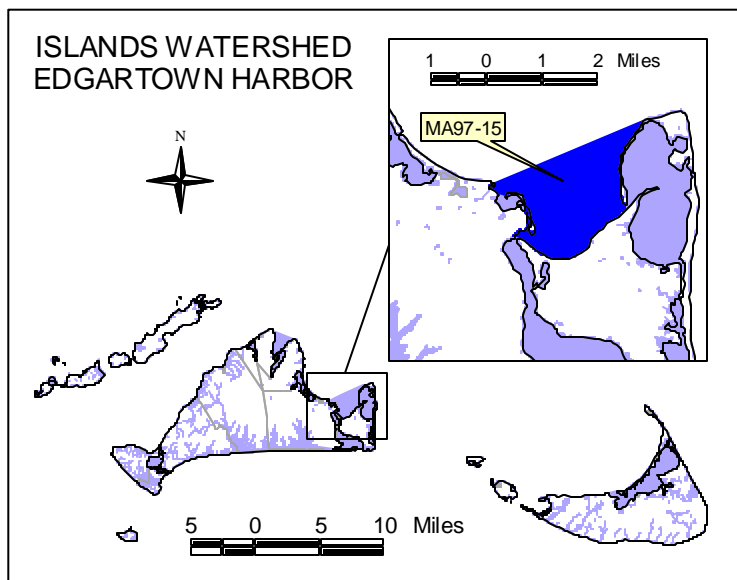 ISLANDS WATERSHED
EDGARTOWN HARBOR
1 0 1 2 Miles
MA97-15
N
5 0 5 10 Miles